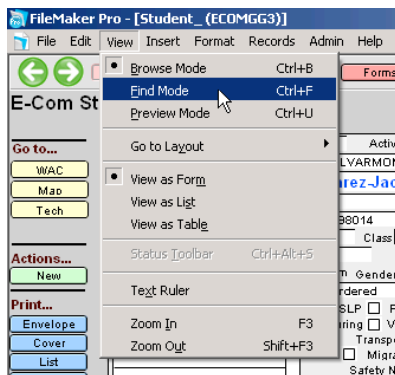 FileMaker Pro - [Student_ (ECOMGG3)]
File Edit View Insert Format Records Admin Help
Browse Mode Ctrl+B
Find Mode Ctrl+F
Preview Mode Ctrl+U
Go to Layout
View as Form
View as List
View as Table
Status Toolbar Ctrl+Alt+S
Text Ruler
Zoom In F3
Zoom Out Shift+F3
E-Com St
Go to...
WAC
Map
Tech
Actions...
New
Print...
Envelope
Cover
List
Forms
Activ
LVARMON
rez-Jac
98014
Class
Gender
rdered
SLP
ring
Transp
Migra
Safety N